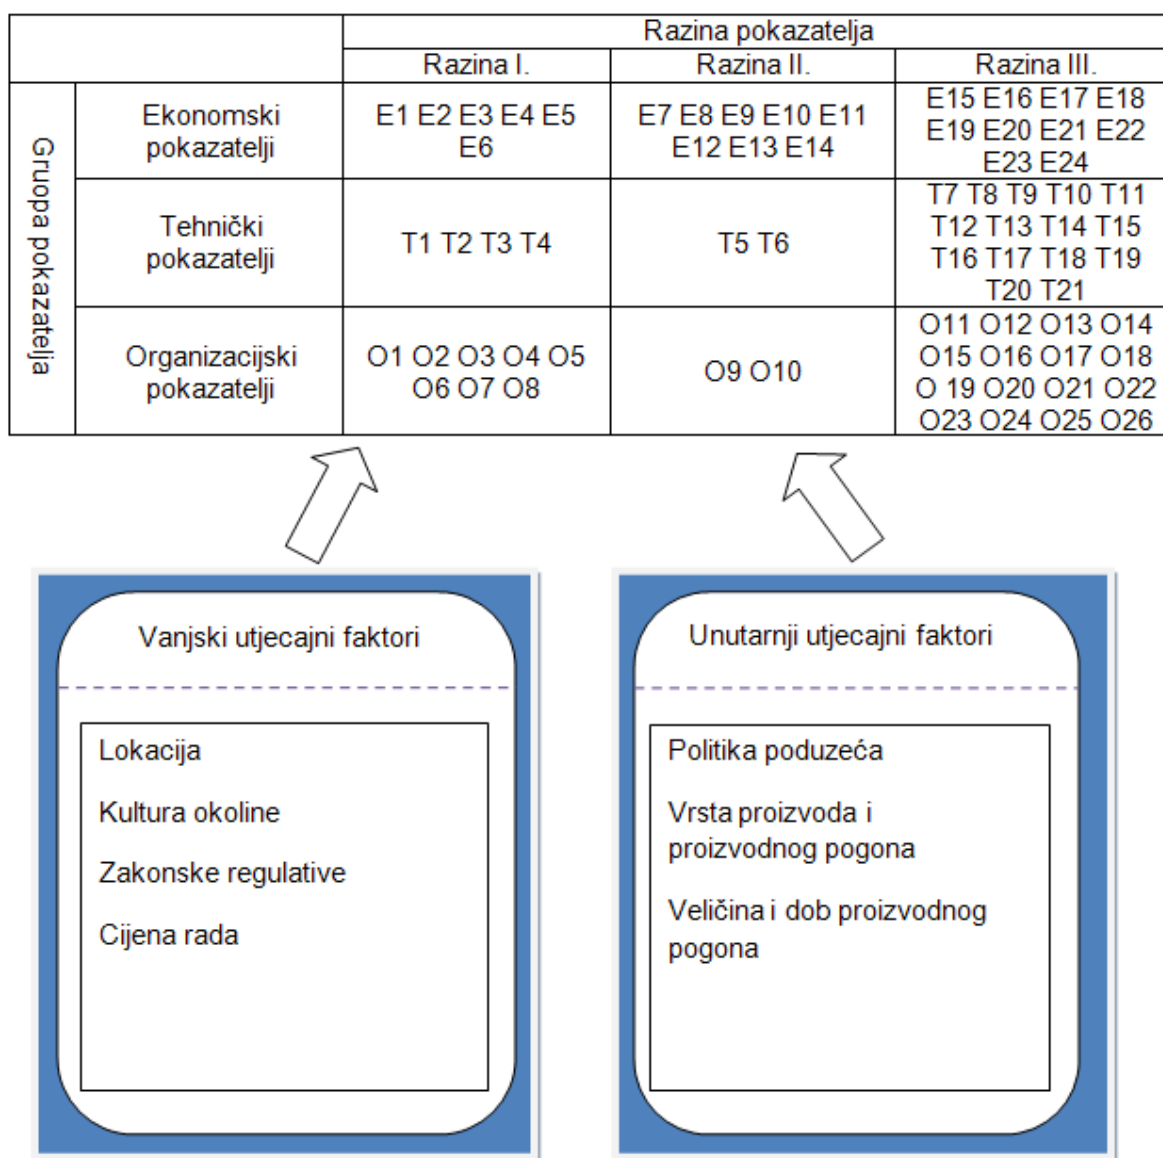 Razina pokazatelja
Razina I.
Razina II.
Razina III.
Gruopa pokazatelja
Ekonomski
pokazatelji
E1 E2 E3 E4 E5
E6
E7 E8 E9 E10 E11
E12 E13 E14
E15 E16 E17 E18
E19 E20 E21 E22
E23 E24
Tehnički
pokazatelji
T1 T2 T3 T4
T5 T6
T7 T8 T9 T10 T11
T12 T13 T14 T15
T16 T17 T18 T19
T20 T21
Organizacijski
pokazatelji
O1 O2 O3 O4 O5
O6 O7 O8
O9 O10
O11 O12 O13 O14
O15 O16 O17 O18
O 19 O20 O21 O22
O23 O24 O25 O26
Vanjski utjecajni faktori
Lokacija
Kultura okoline
Zakonske regulative
Cijena rada
Unutarnji utjecajni faktori
Politika poduzeća
Vrsta proizvoda i
proizvodnog pogona
Veličina i dob proizvodnog
pogona